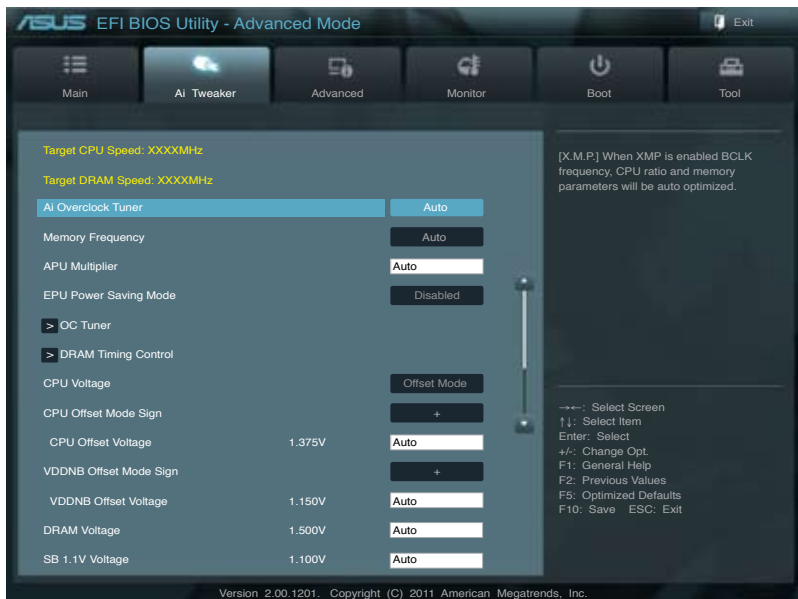 ASUS EFI BIOS Utility - Advanced Mode
Exit
Main
Ai Tweaker
Advanced
Monitor
Boot
Tool
Target CPU Speed: XXXXMHz
Target DRAM Speed: XXXXMHz
Ai Overclock Tuner Auto
Memory Frequency Auto
APU Multiplier Auto
EPU Power Saving Mode Disabled
> OC Tuner
> DRAM Timing Control
CPU Voltage Offset Mode
CPU Offset Mode Sign +
CPU Offset Voltage 1.375V Auto
VDDNB Offset Mode Sign +
VDDNB Offset Voltage 1.150V Auto
DRAM Voltage 1.500V Auto
SB 1.1V Voltage 1.100V Auto
[X.M.P.] When XMP is enabled BCLK
frequency, CPU ratio and memory
parameters will be auto optimized.
→←: Select Screen
↑↓: Select Item
Enter: Select
+/-: Change Opt.
F1: General Help
F2: Previous Values
F5: Optimized Defaults
F10: Save ESC: Exit
Version 2.00.1201. Copyright (C) 2011 American Megatrends, Inc.